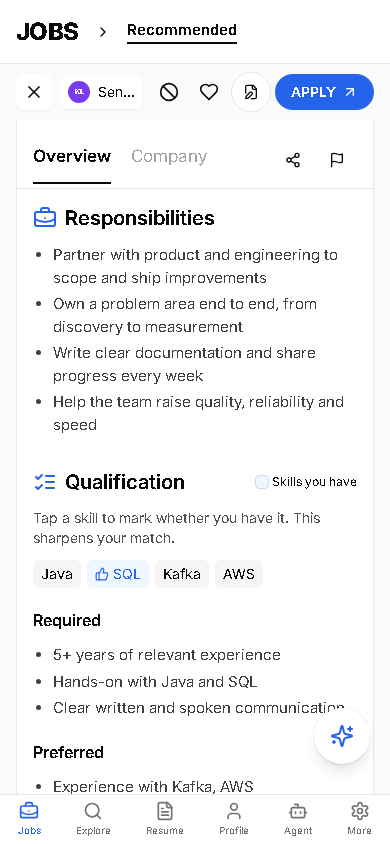 JOBS > Recommended
Sen... APPLY
Overview Company
Responsibilities
• Partner with product and engineering to
scope and ship improvements
• Own a problem area end to end, from
discovery to measurement
• Write clear documentation and share
progress every week
• Help the team raise quality, reliability and
speed
Qualification Skills you have
Tap a skill to mark whether you have it. This
sharpens your match.
Java SQL Kafka AWS
Required
• 5+ years of relevant experience
• Hands-on with Java and SQL
• Clear written and spoken communication
Preferred
• Experience with Kafka, AWS
Jobs Explore Resume Profile Agent More